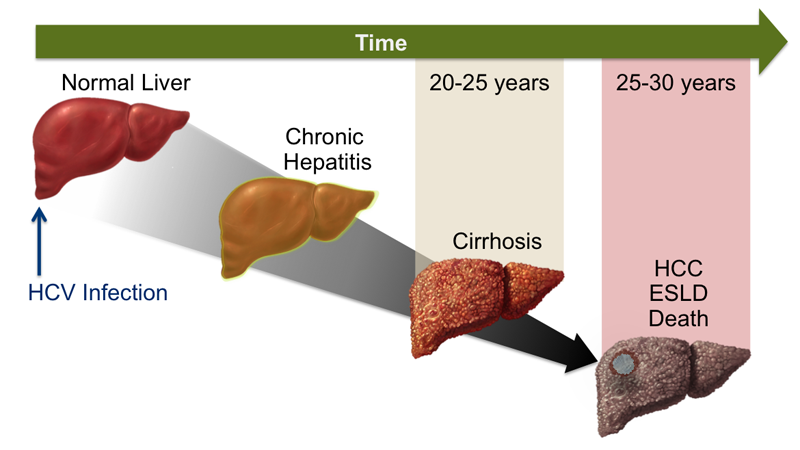 Time
Normal Liver
20-25 years
25-30 years
Chronic
Hepatitis
Cirrhosis
HCC
ESLD
Death
HCV Infection